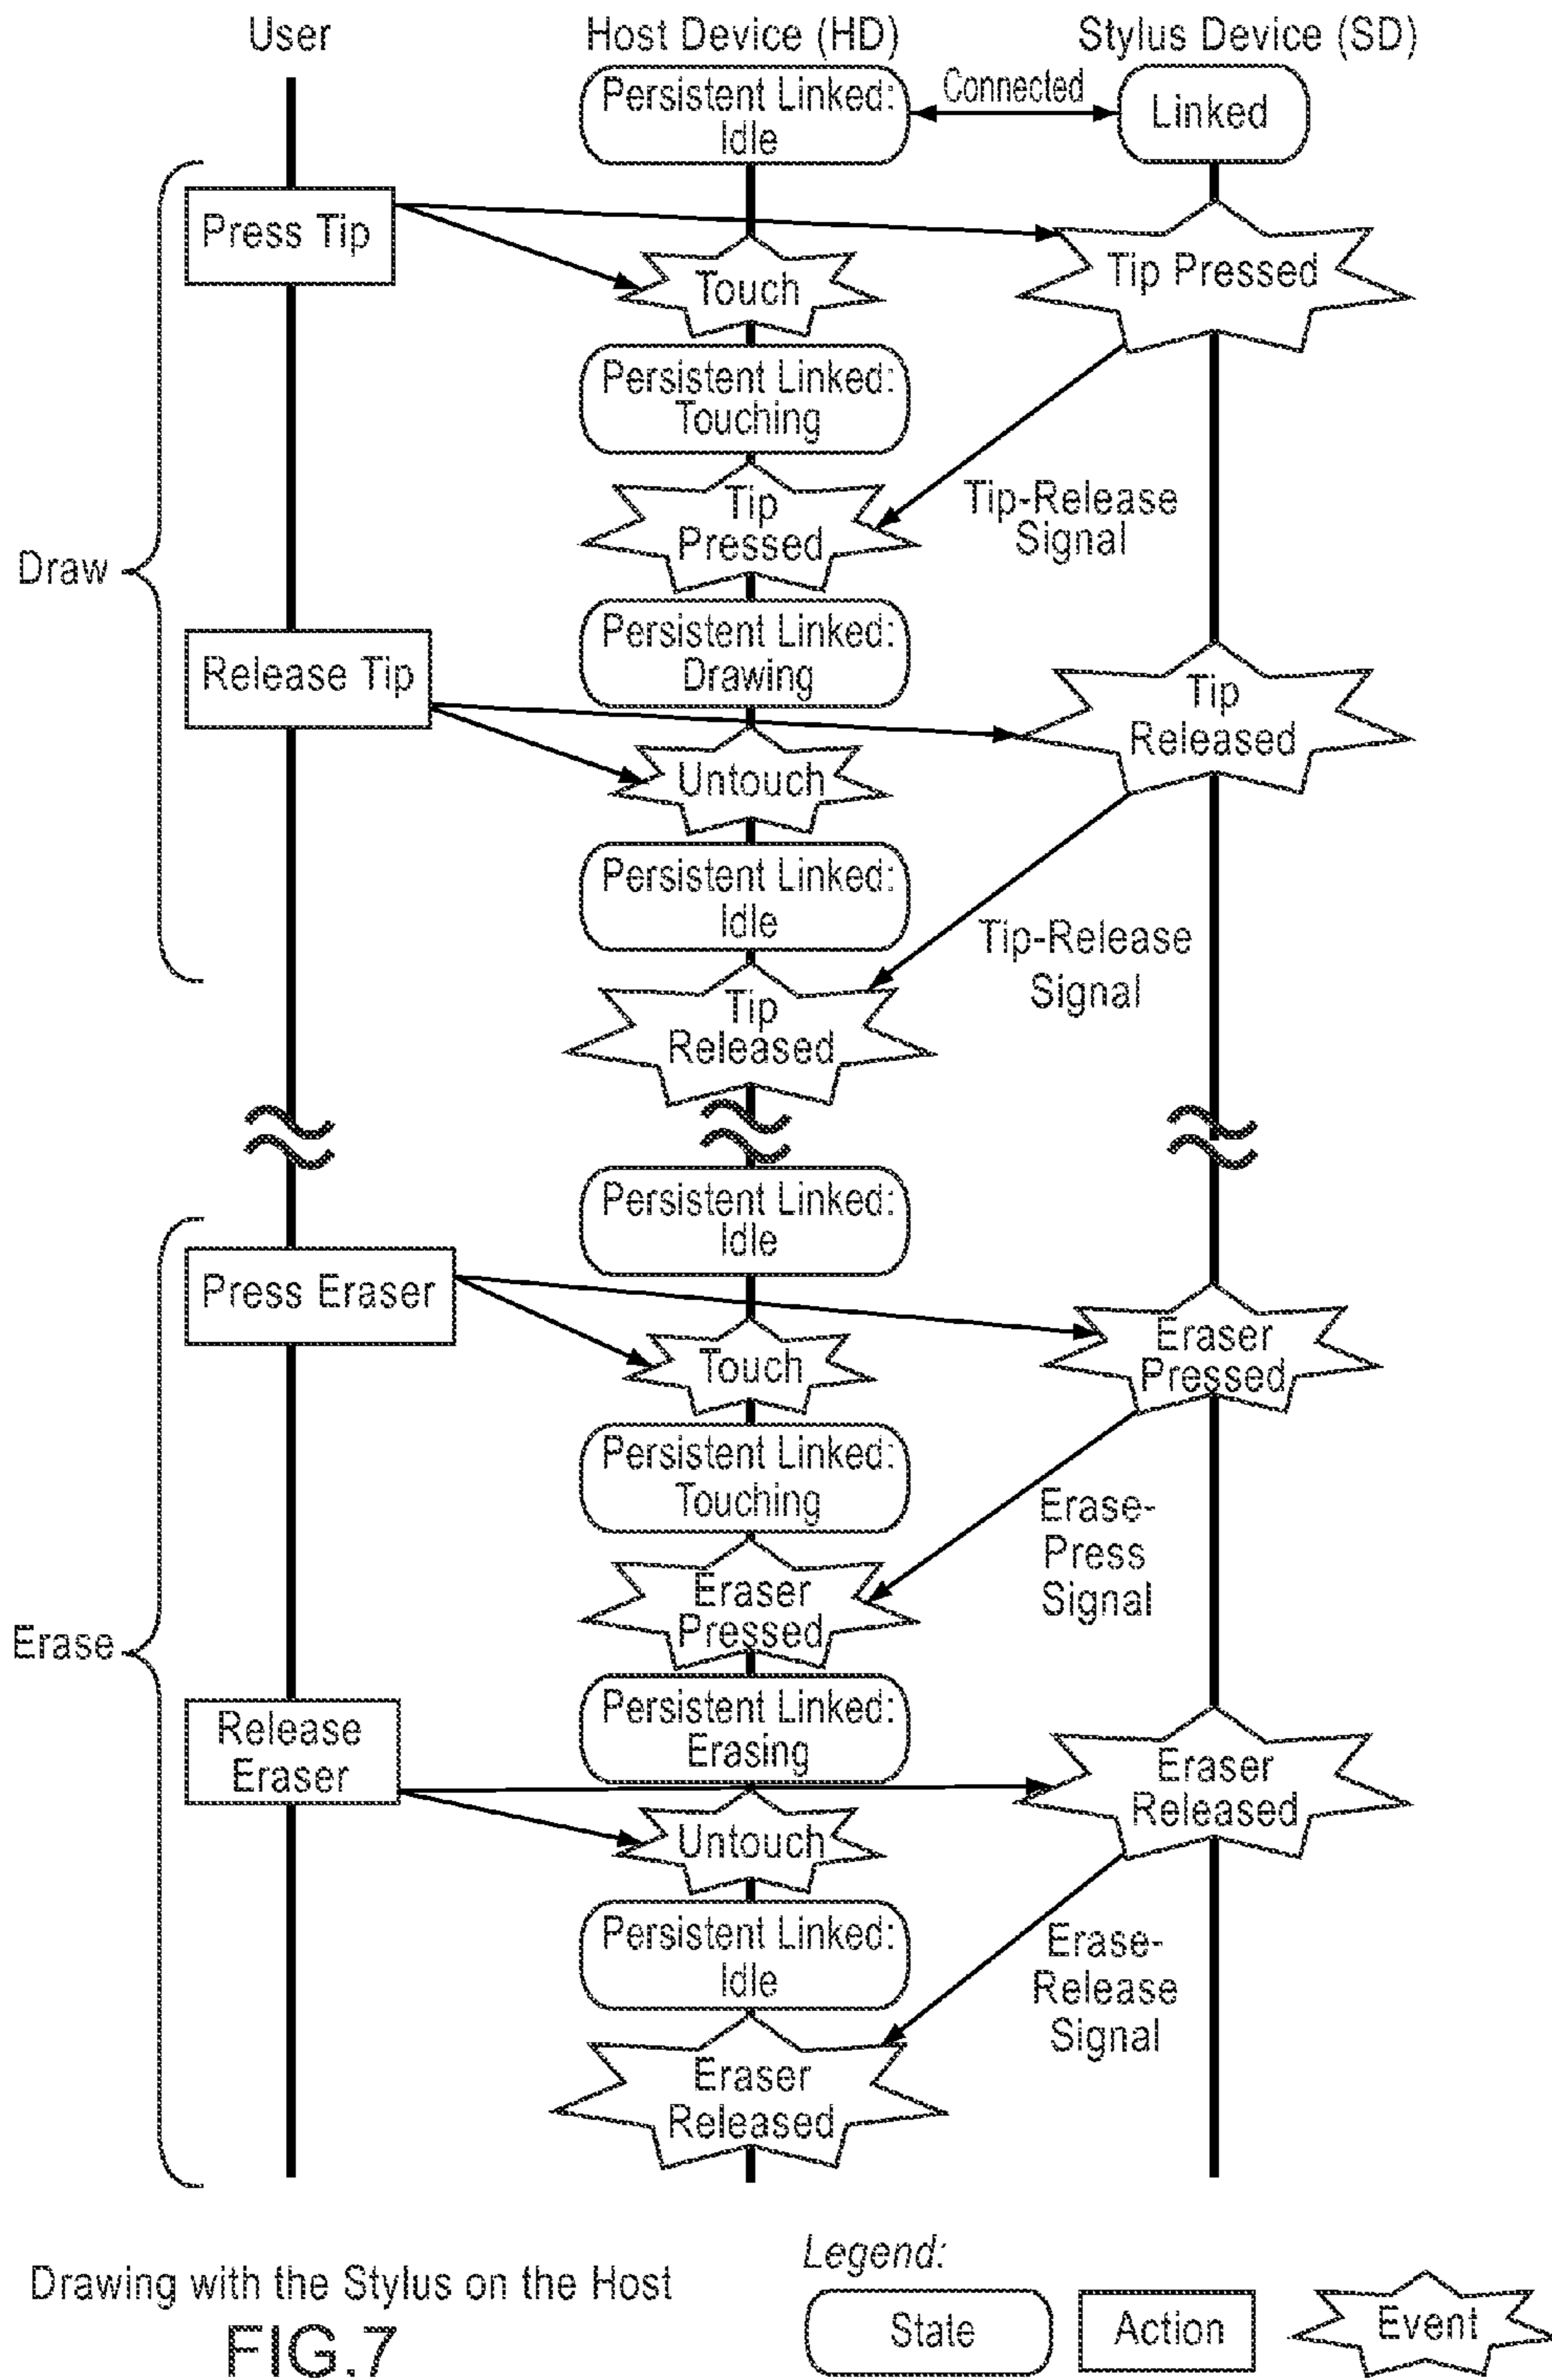 User
Host Device (HD)
Stylus Device (SD)
Persistent Linked:
Idle
Connected
Linked
Press Tip
Touch
Tip Pressed
Persistent Linked:
Touching
Tip
Pressed
Tip-Release
Signal
Draw
Persistent Linked:
Drawing
Release Tip
Tip
Released
Untouch
Persistent Linked:
Idle
Tip-Release
Signal
Tip
Released
Persistent Linked:
Idle
Press Eraser
Touch
Eraser
Pressed
Persistent Linked:
Touching
Erase-
Press
Signal
Eraser
Pressed
Erase
Persistent Linked:
Erasing
Release
Eraser
Eraser
Released
Untouch
Persistent Linked:
Idle
Erase-
Release
Signal
Eraser
Released
Drawing with the Stylus on the Host
FIG.7
Legend:
State
Action
Event